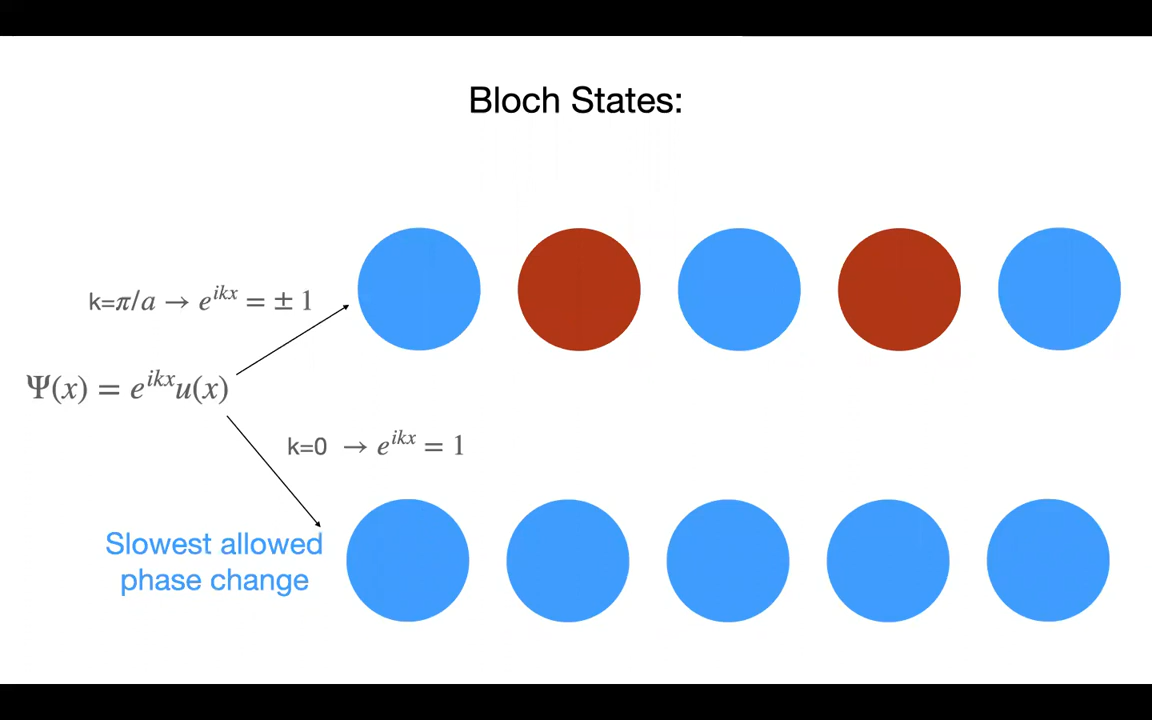 Bloch States:
k=π/a → e^{ikx} = ± 1
Ψ(x) = e^{ikx}u(x)
k=0 → e^{ikx} = 1
Slowest allowed
phase change